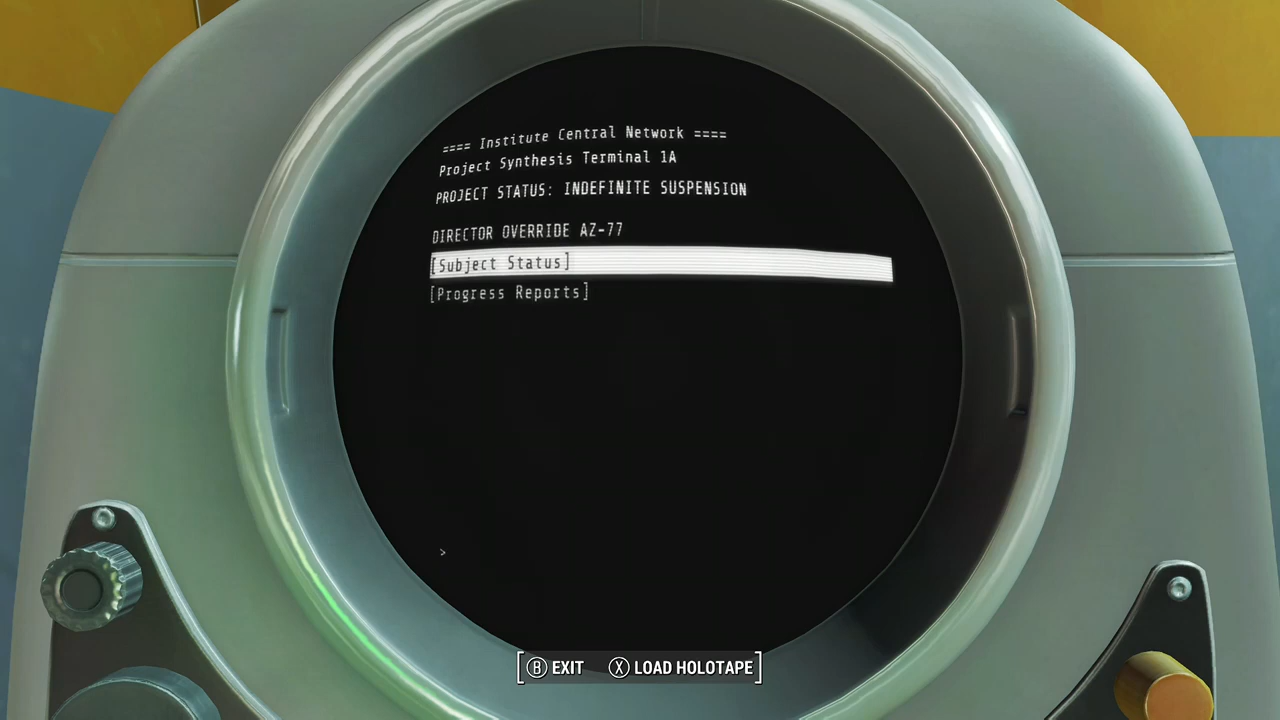 ==== Institute Central Network ====
Project Synthesis Terminal 1A
PROJECT STATUS: INDEFINITE SUSPENSION
DIRECTOR OVERRIDE AZ-77
[Subject Status]
[Progress Reports]
>
[Ⓑ EXIT Ⓧ LOAD HOLOTAPE]